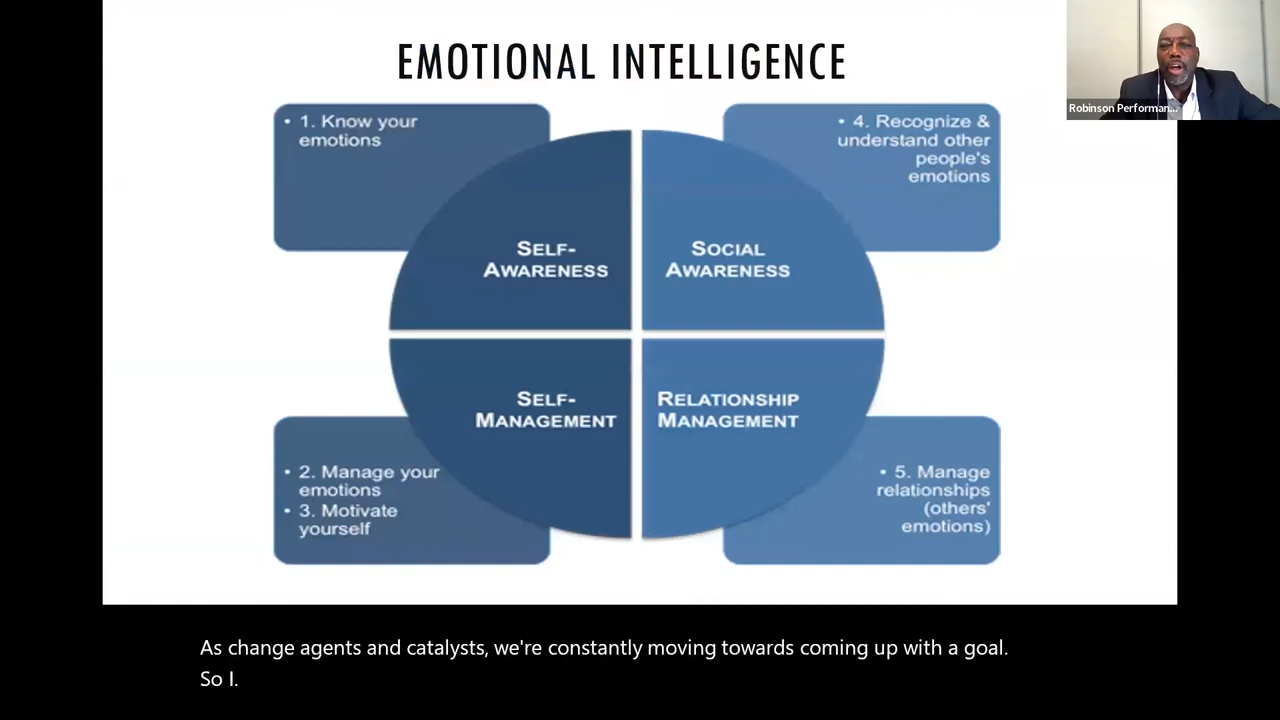 EMOTIONAL INTELLIGENCE
Robinson Performan...
• 1. Know your
emotions
• 4. Recognize &
understand other
people's
emotions
SELF-
AWARENESS
SOCIAL
AWARENESS
SELF-
MANAGEMENT
RELATIONSHIP
MANAGEMENT
• 2. Manage your
emotions
• 3. Motivate
yourself
• 5. Manage
relationships
(others'
emotions)
As change agents and catalysts, we're constantly moving towards coming up with a goal.
So I.